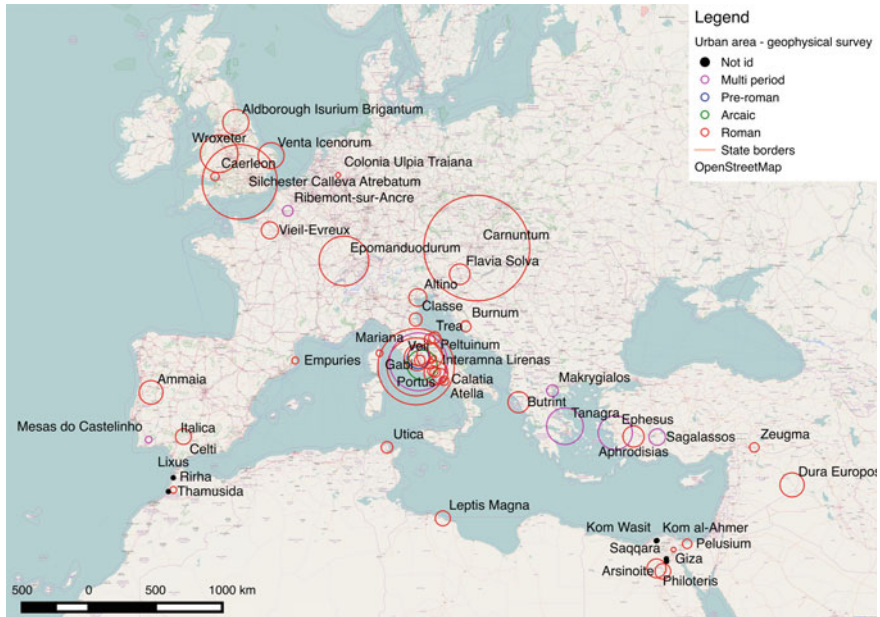 Legend
Urban area - geophysical survey
Not id
Multi period
Pre-roman
Arcaic
Roman
State borders
OpenStreetMap
Aldborough Isurium Brigantum
Wroxeter
Venta Icenorum
Caerleon
Colonia Ulpia Traiana
Silchester Calleva Atrebatum
Ribemont-sur-Ancre
Vieil-Evreux
Carnuntum
Epomanduodurum
Flavia Solva
Altino
Classe
Burnum
Trea
Mariana
Peltuinum
Veii
Empuries
Gabi
Interamna Lirenas
Portus
Calatia
Atella
Makrygialos
Ammaia
Butrint
Tanagra
Ephesus
Mesas do Castelinho
Italica
Sagalassos
Zeugma
Celti
Utica
Aphrodisias
Lixus
Rirha
Dura Europos
Thamusida
Leptis Magna
Kom Wasit
Kom al-Ahmer
Saqqara
Pelusium
Giza
Arsinoite
Philoteris
500 0 500 1000 km